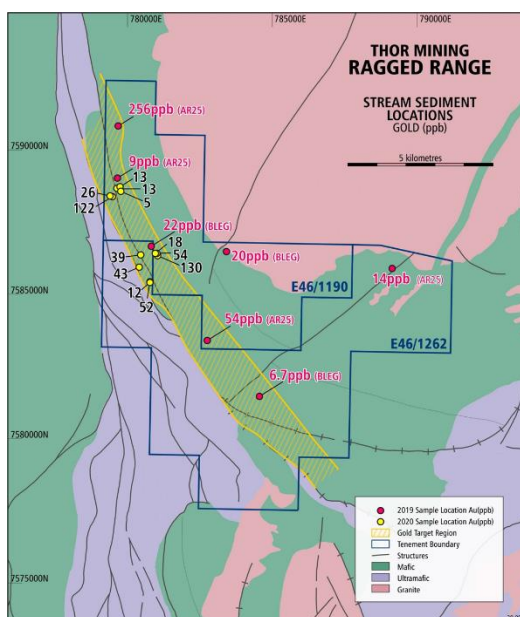 780000E 785000E 790000E
THOR MINING
RAGGED RANGE
STREAM SEDIMENT
LOCATIONS
GOLD (ppb)
5 kilometres
256ppb (AR25)
7590000N
9ppb (AR25)
13
13
26
5
122
22ppb (BLEG)
18
39
54
20ppb (BLEG)
130
43
14ppb (AR25)
7585000N
E46/1190
12
52
54ppb (AR25)
E46/1262
6.7ppb (BLEG)
7580000N
2019 Sample Location Au(ppb)
2020 Sample Location Au(ppb)
Gold Target Region
Tenement Boundary
Structures
Mafic
Ultramafic
Granite
7575000N